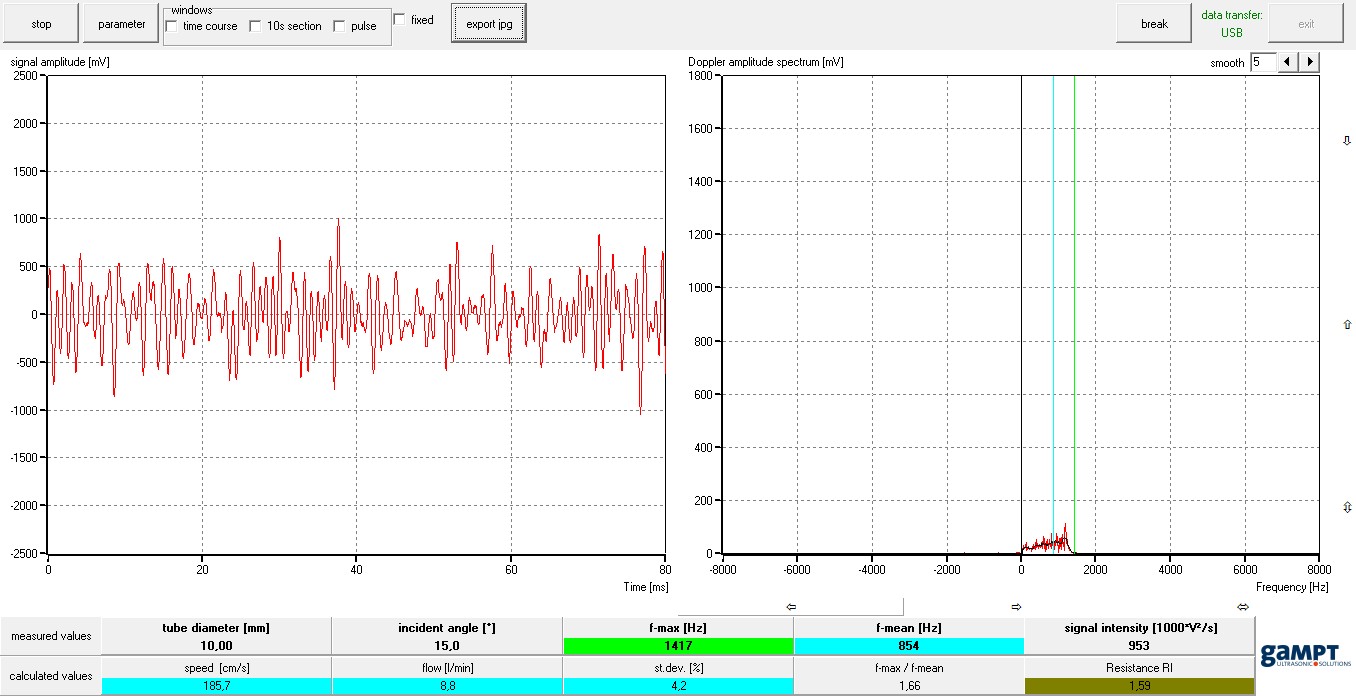 stop
parameter
windows
time course
10s section
pulse
fixed
export jpg
break
data transfer:
USB
exit
signal amplitude [mV]
2500
2000
1500
1000
500
0
-500
-1000
-1500
-2000
-2500
0 20 40 60 80
Time [ms]
Doppler amplitude spectrum [mV]
smooth 5
1800
1600
1400
1200
1000
800
600
400
200
0
-8000 -6000 -4000 -2000 0 2000 4000 6000 8000
Frequency [Hz]
measured values
tube diameter [mm] incident angle [°] f-max [Hz] f-mean [Hz] signal intensity [1000*V²/s]
10,00 15,0 1417 854 953
calculated values
speed [cm/s] flow [l/min] st.dev. [%] f-max / f-mean Resistance RI
185,7 8,8 4,2 1,66 1,59
GAMPT
ULTRASONIC SOLUTIONS